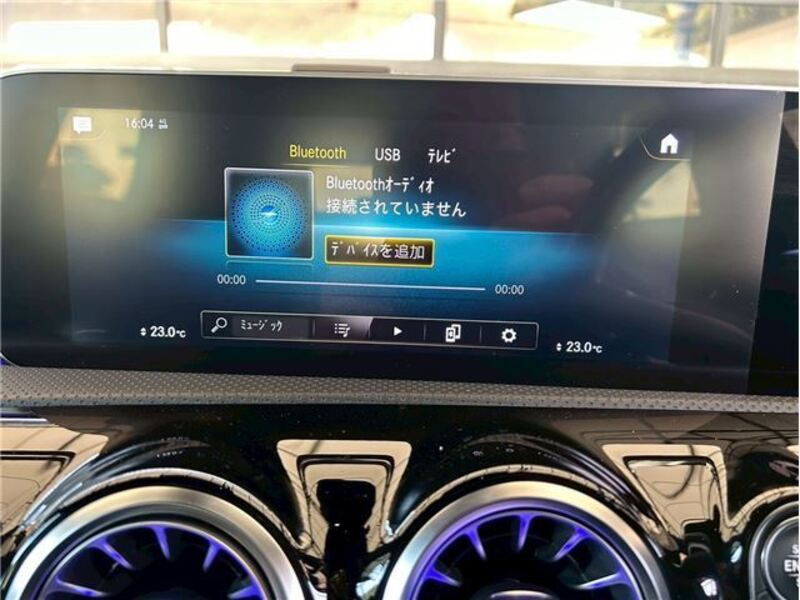 16:04 4G
Bluetooth USB ﾃﾚﾋﾞ
Bluetoothｵｰﾃﾞｨｵ
接続されていません
ﾃﾞﾊﾞｲｽを追加
00:00 00:00
ﾐｭｰｼﾞｯｸ
23.0°C 23.0°C